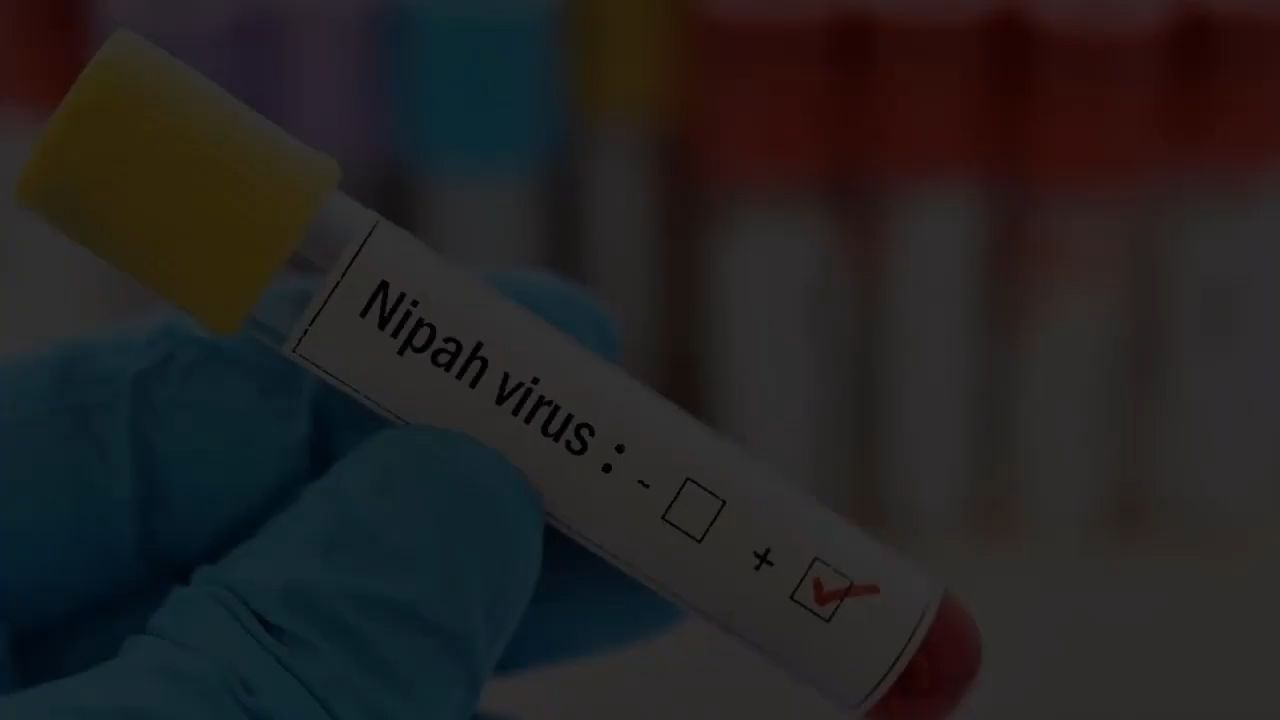 Nipah virus : - ☐ + ☑